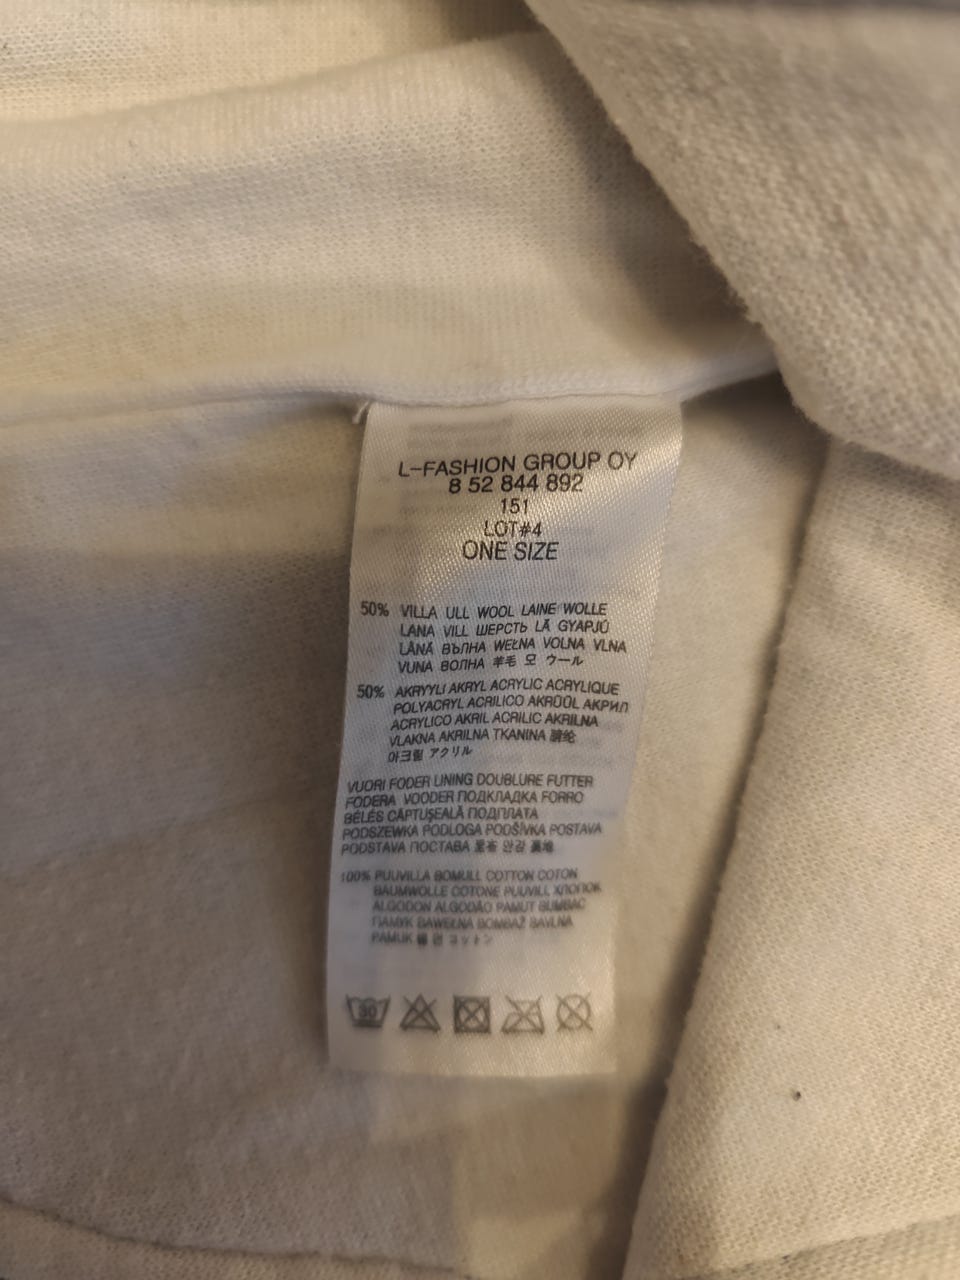 L-FASHION GROUP OY
8 52 844 892
151
LOT#4
ONE SIZE
50% VILLA ULL WOOL LAINE WOLLE
LANA VILL ШЕРСТЬ LÃ GYAPJÚ
LÂNĂ ВЪЛНА WEŁNA VOLNA VLNA
VUNA ВОЛНА 羊毛 모 ウール
50% AKRYYLI AKRYL ACRYLIC ACRYLIQUE
POLYACRYL ACRILICO AKRÜÜL АКРИЛ
ACRYLICO AKRIL ACRILIC AKRILNA
VLAKNA AKRILNA TKANINA 腈纶
아크릴 アクリル
VUORI FODER LINING DOUBLURE FUTTER
FODERA VOODER ПОДКЛАДКА FORRO
BÉLÉS CĂPTUȘEALĂ ПОДПЛАТА
PODSZEWKA PODLOGA PODŠÍVKA POSTAVA
PODSTAVA ПОСТАВА 里布 안감 裏地
100% PUUVILLA BOMULL COTTON COTON
BAUMWOLLE COTONE PUUVILL ХЛОПОК
ALGODON ALGODÃO PAMUT BUMBAC
ПАМУК BAWEŁNA BOMBAŽ BAVLNA
PAMUK 棉 면 コットン
30